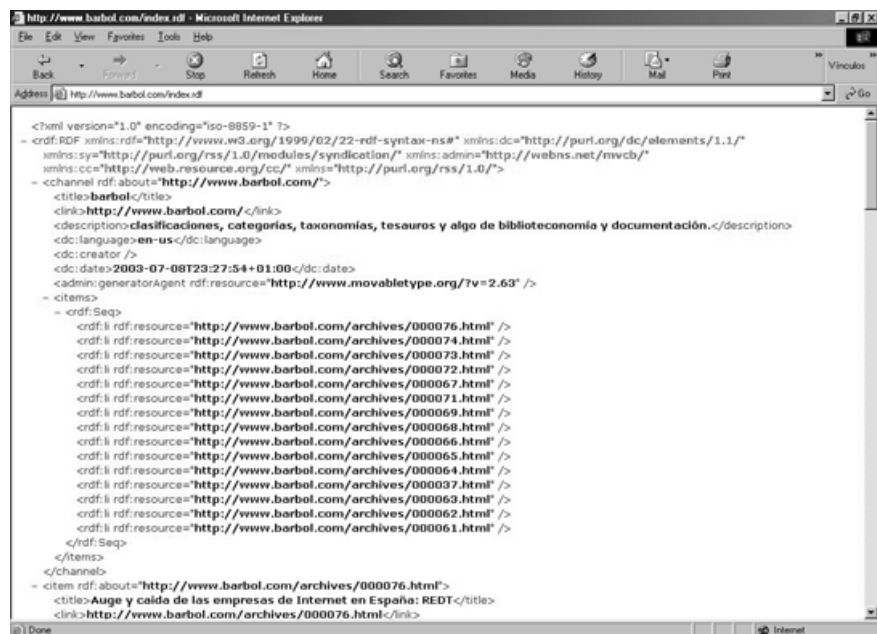 http://www.barbol.com/index.rdf - Microsoft Internet Explorer
File Edit View Favorites Tools Help
Back Forward Stop Refresh Home Search Favorites Media History Mail Print » Vínculos »
Address http://www.barbol.com/index.rdf Go
<?xml version="1.0" encoding="iso-8859-1" ?>
- <rdf:RDF xmlns:rdf="http://www.w3.org/1999/02/22-rdf-syntax-ns#" xmlns:dc="http://purl.org/dc/elements/1.1/"
xmlns:sy="http://purl.org/rss/1.0/modules/syndication/" xmlns:admin="http://webns.net/mvcb/"
xmlns:cc="http://web.resource.org/cc/" xmlns="http://purl.org/rss/1.0/">
- <channel rdf:about="http://www.barbol.com/">
<title>barbol</title>
<link>http://www.barbol.com/</link>
<description>clasificaciones, categorías, taxonomías, tesauros y algo de biblioteconomía y documentación.</description>
<dc:language>en-us</dc:language>
<dc:creator />
<dc:date>2003-07-08T23:27:54+01:00</dc:date>
<admin:generatorAgent rdf:resource="http://www.movabletype.org/?v=2.63" />
- <items>
- <rdf:Seq>
<rdf:li rdf:resource="http://www.barbol.com/archives/000076.html" />
<rdf:li rdf:resource="http://www.barbol.com/archives/000074.html" />
<rdf:li rdf:resource="http://www.barbol.com/archives/000073.html" />
<rdf:li rdf:resource="http://www.barbol.com/archives/000072.html" />
<rdf:li rdf:resource="http://www.barbol.com/archives/000067.html" />
<rdf:li rdf:resource="http://www.barbol.com/archives/000071.html" />
<rdf:li rdf:resource="http://www.barbol.com/archives/000069.html" />
<rdf:li rdf:resource="http://www.barbol.com/archives/000068.html" />
<rdf:li rdf:resource="http://www.barbol.com/archives/000066.html" />
<rdf:li rdf:resource="http://www.barbol.com/archives/000065.html" />
<rdf:li rdf:resource="http://www.barbol.com/archives/000064.html" />
<rdf:li rdf:resource="http://www.barbol.com/archives/000037.html" />
<rdf:li rdf:resource="http://www.barbol.com/archives/000063.html" />
<rdf:li rdf:resource="http://www.barbol.com/archives/000062.html" />
<rdf:li rdf:resource="http://www.barbol.com/archives/000061.html" />
</rdf:Seq>
</items>
</channel>
- <item rdf:about="http://www.barbol.com/archives/000076.html">
<title>Auge y caida de las empresas de Internet en España: REDT</title>
<link>http://www.barbol.com/archives/000076.html</link>
Done Internet